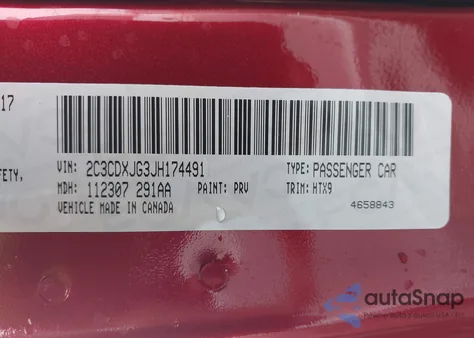 17
VIN: 2C3CDXJG3JH174491 TYPE: PASSENGER CAR
FETY,
MDH: 112307 291AA PAINT: PRV TRIM: HTX9
VEHICLE MADE IN CANADA 4658843
autoSnap